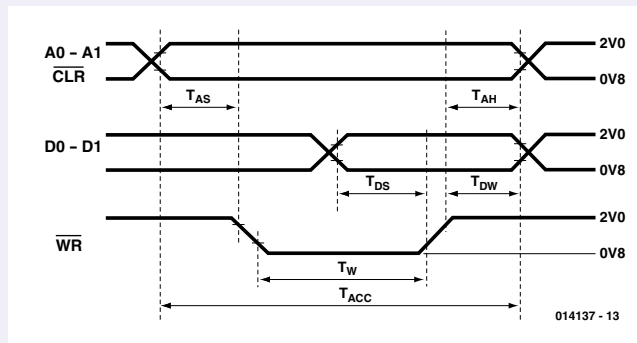 A0 – A1
CLR
2V0
0V8
TAS
TAH
D0 – D1
2V0
0V8
TDS
TDW
WR
2V0
0V8
TW
TACC
014137 - 13